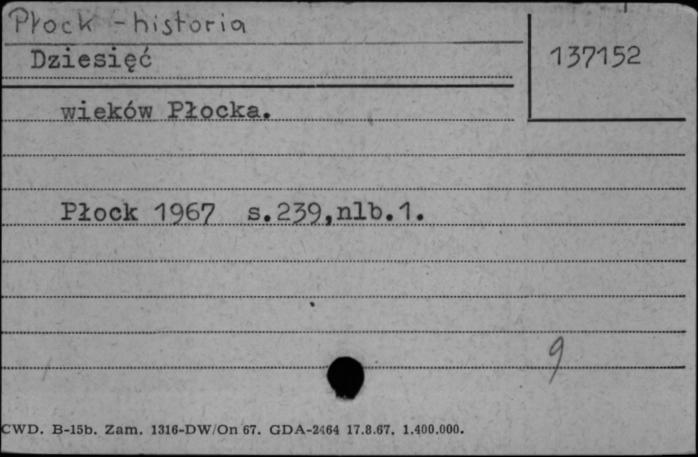 Płock - historia
Dziesięć
137152
wieków Płocka.
Płock 1967 s.239,nlb.1.
9
CWD. B-15b. Zam. 1316-DW/On 67. GDA-2464 17.8.67. 1.400.000.